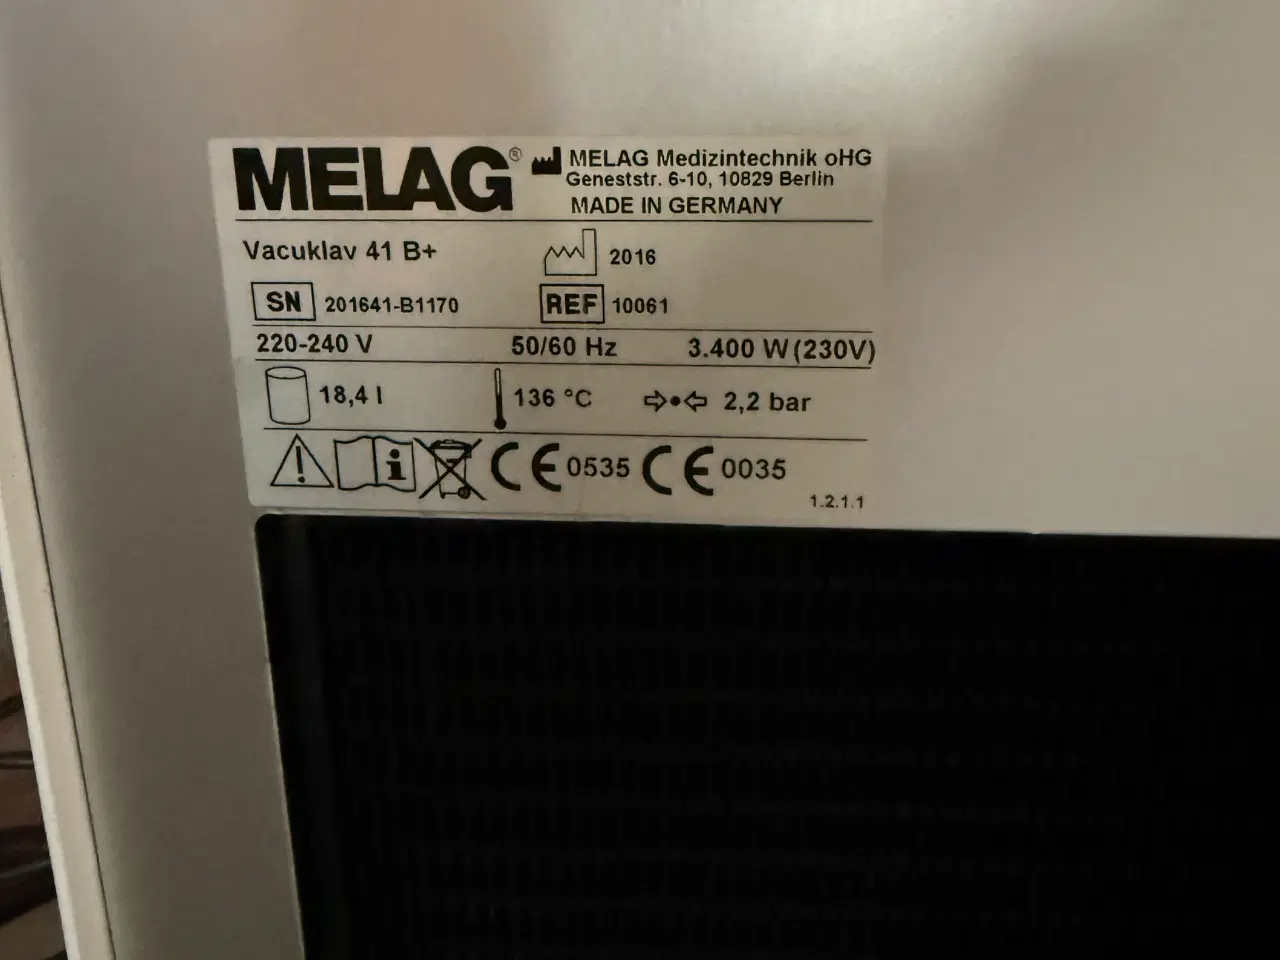 MELAG® MELAG Medizintechnik oHG
Geneststr. 6-10, 10829 Berlin
MADE IN GERMANY
Vacuklav 41 B+ 2016
SN 201641-B1170 REF 10061
220-240 V 50/60 Hz 3.400 W (230V)
18,4 l 136 °C 2,2 bar
CE 0535 CE 0035
1.2.1.1